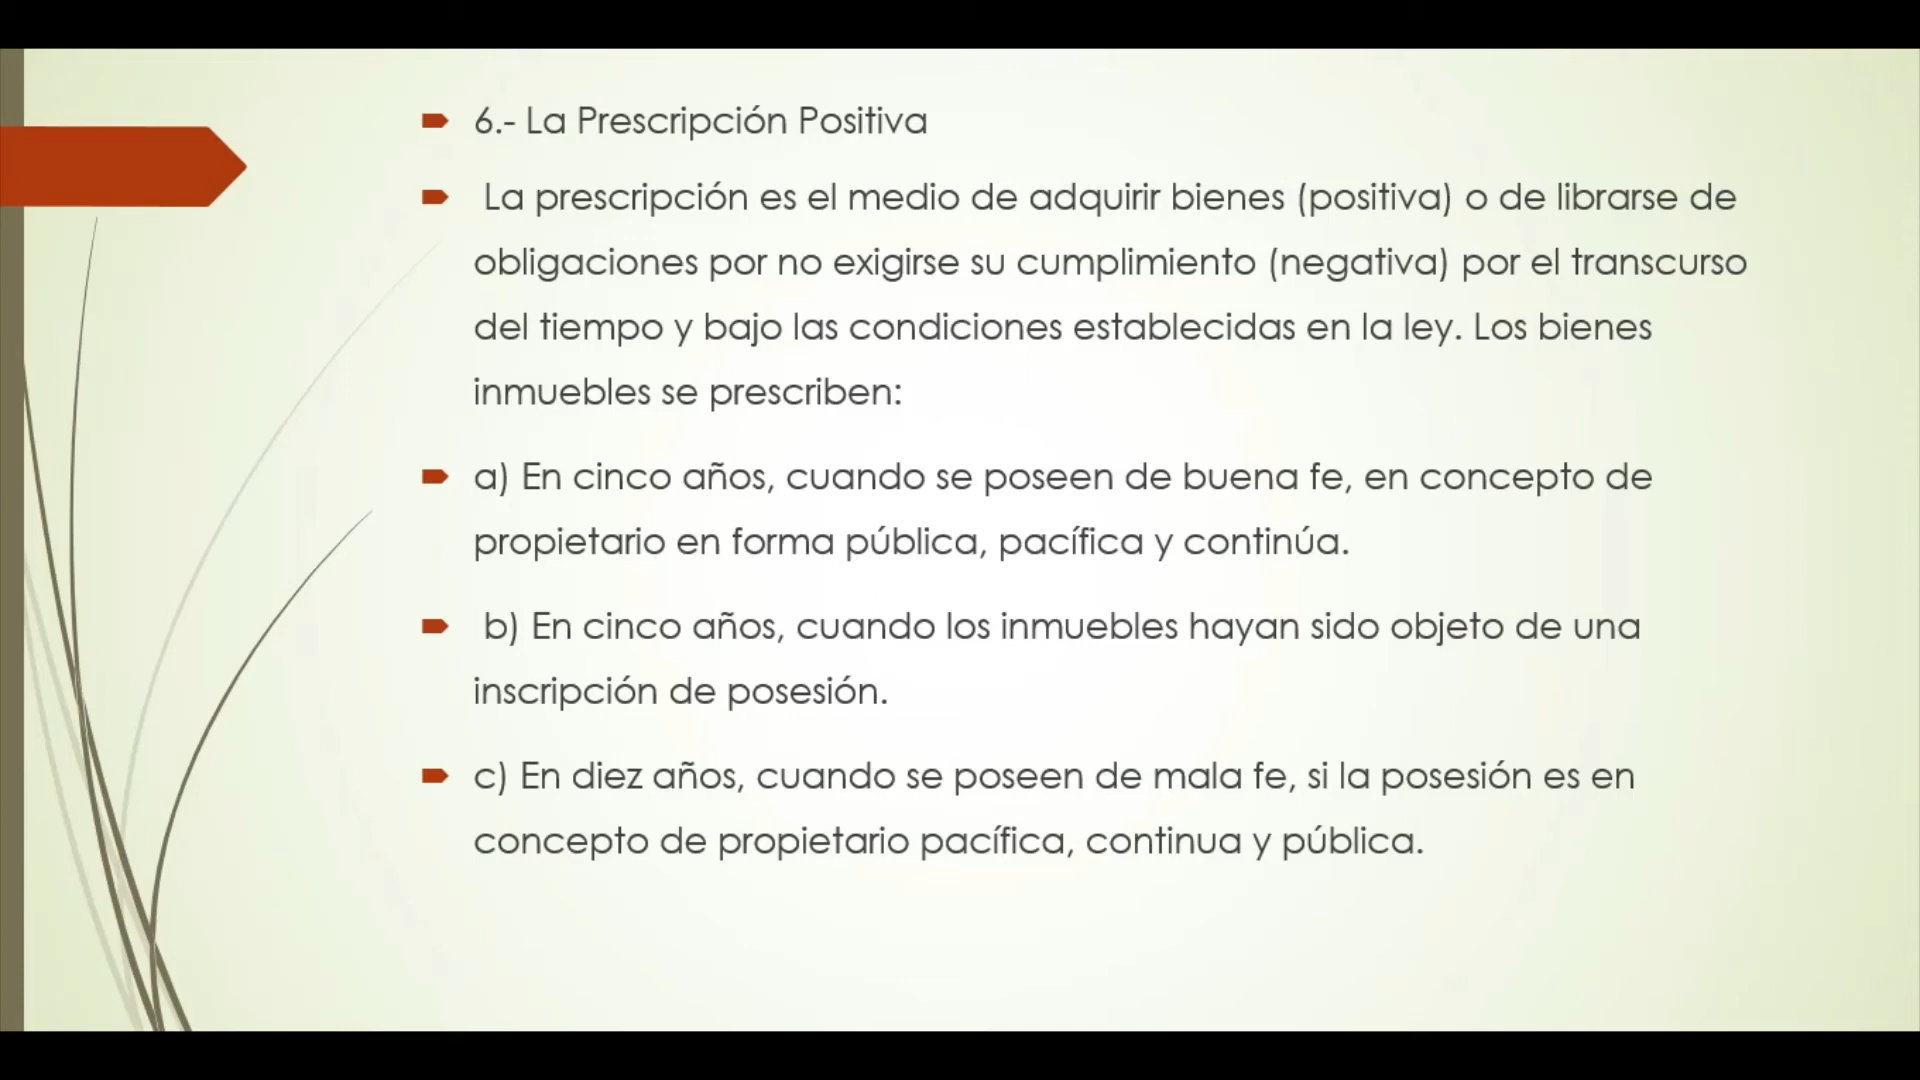 6.- La Prescripción Positiva
La prescripción es el medio de adquirir bienes (positiva) o de librarse de
obligaciones por no exigirse su cumplimiento (negativa) por el transcurso
del tiempo y bajo las condiciones establecidas en la ley. Los bienes
inmuebles se prescriben:
a) En cinco años, cuando se poseen de buena fe, en concepto de
propietario en forma pública, pacífica y continúa.
b) En cinco años, cuando los inmuebles hayan sido objeto de una
inscripción de posesión.
c) En diez años, cuando se poseen de mala fe, si la posesión es en
concepto de propietario pacífica, continua y pública.